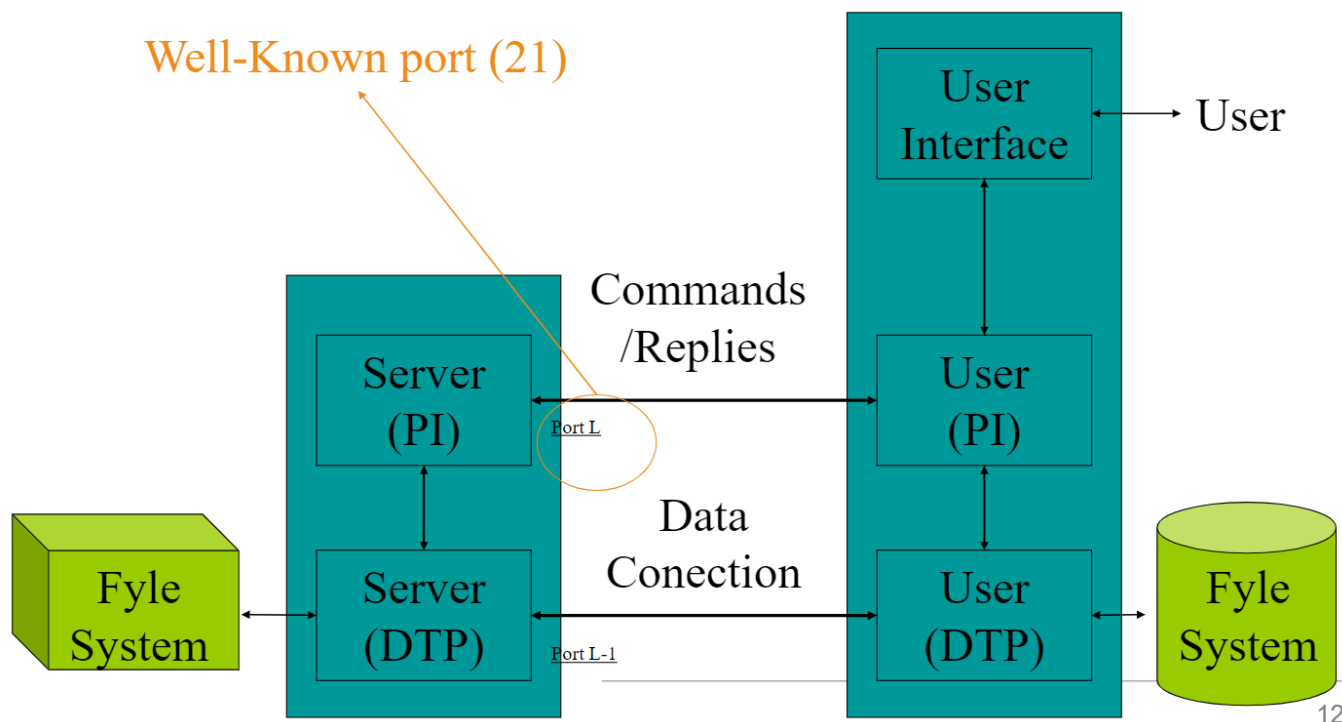 Well-Known port (21)
User
Interface
User
Commands
/Replies
Server
(PI)
Port L
User
(PI)
Data
Conection
Fyle
System
Server
(DTP)
Port L-1
User
(DTP)
Fyle
System
12